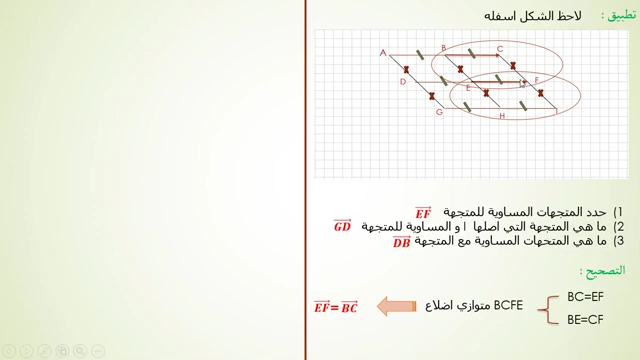 تطبيق : لاحظ الشكل اسفله
A B C
D E F
G H I
1) حدد المتجهات المساوية للمتجهة EF
2) ما هي المتجهة التي اصلها I و المساوية للمتجهة GD
3) ما هي المتجهات المساوية مع المتجهة DB
التصحيح :
BC=EF
EF=BC BCFE متوازي اضلاع
BE=CF